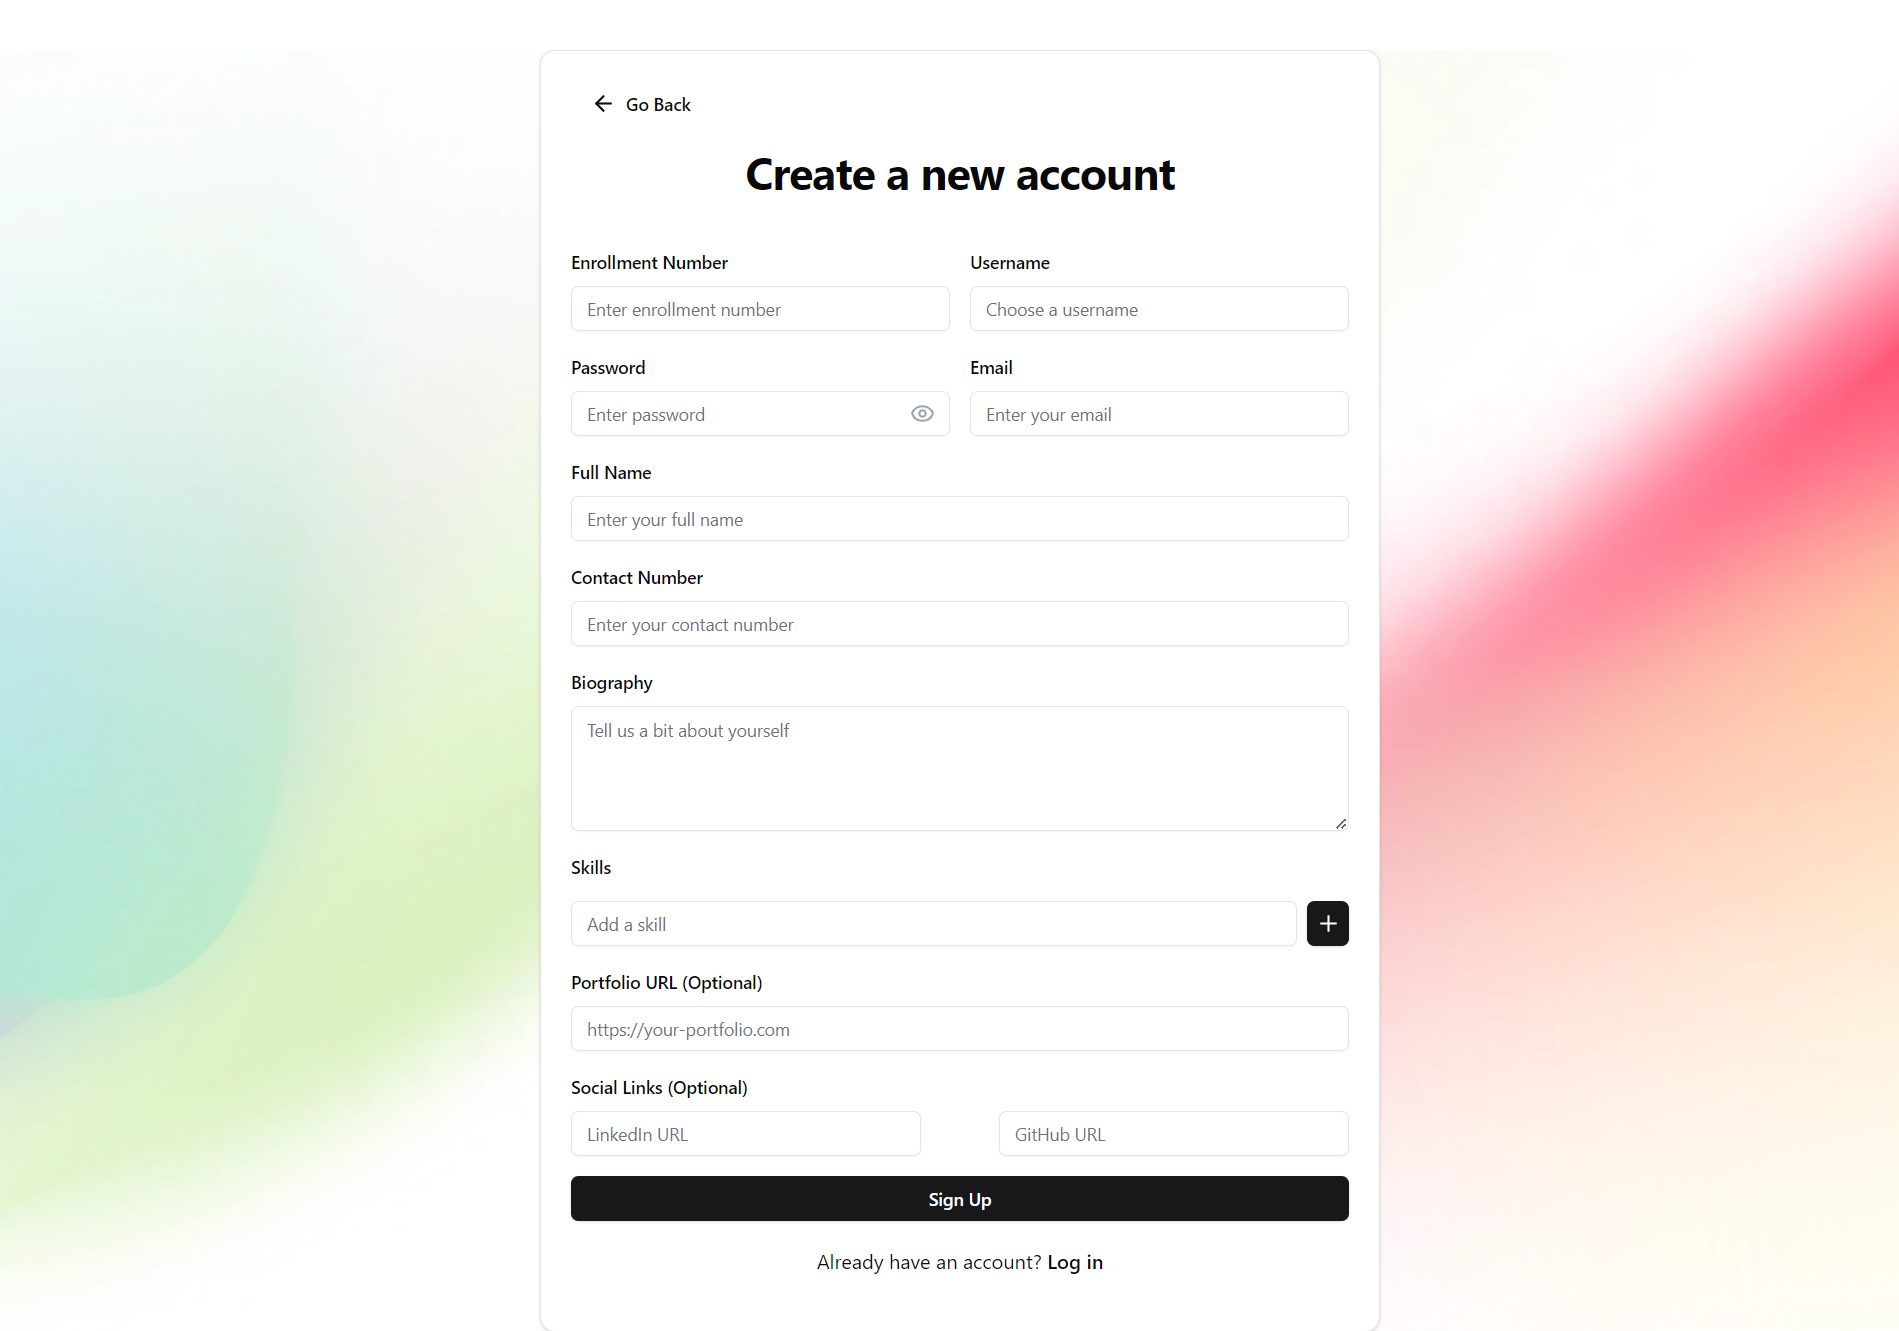 Go Back
Create a new account
Enrollment Number
Username
Enter enrollment number
Choose a username
Password
Email
Enter password
Enter your email
Full Name
Enter your full name
Contact Number
Enter your contact number
Biography
Tell us a bit about yourself
Skills
Add a skill
Portfolio URL (Optional)
https://your-portfolio.com
Social Links (Optional)
LinkedIn URL
GitHub URL
Sign Up
Already have an account? Log in